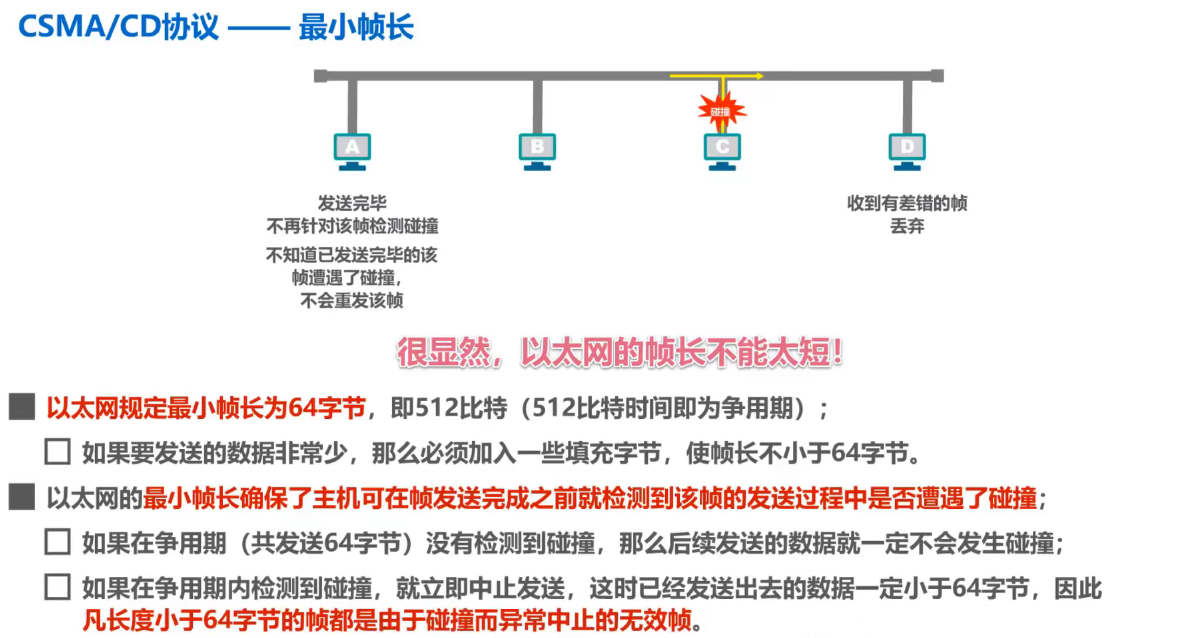 CSMA/CD协议 —— 最小帧长
碰撞
A
B
C
D
发送完毕
不再针对该帧检测碰撞
不知道已发送完毕的该
帧遭遇了碰撞，
不会重发该帧
收到有差错的帧
丢弃
很显然，以太网的帧长不能太短！
以太网规定最小帧长为64字节，即512比特（512比特时间即为争用期）；
如果要发送的数据非常少，那么必须加入一些填充字节，使帧长不小于64字节。
以太网的最小帧长确保了主机可在帧发送完成之前就检测到该帧的发送过程中是否遭遇了碰撞；
如果在争用期（共发送64字节）没有检测到碰撞，那么后续发送的数据就一定不会发生碰撞；
如果在争用期内检测到碰撞，就立即中止发送，这时已经发送出去的数据一定小于64字节，因此
凡长度小于64字节的帧都是由于碰撞而异常中止的无效帧。